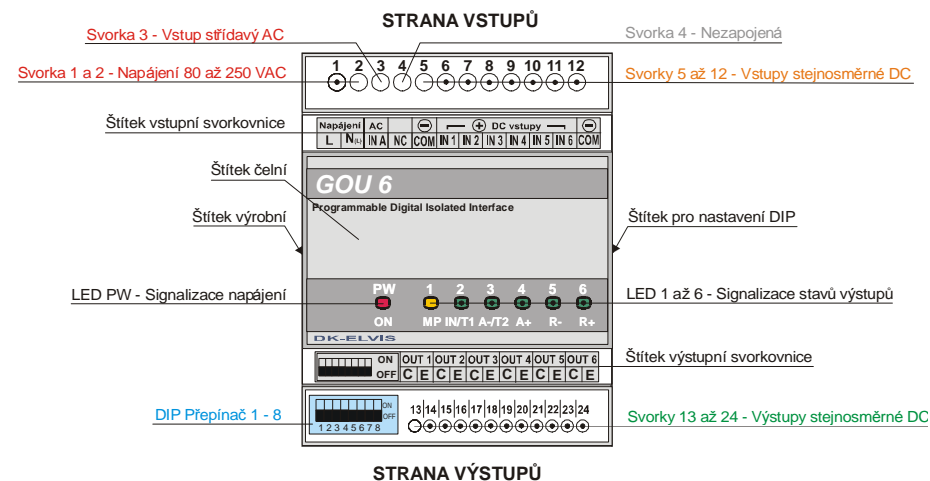 STRANA VSTUPŮ
Svorka 3 - Vstup střídavý AC
Svorka 4 - Nezapojená
Svorka 1 a 2 - Napájení 80 až 250 VAC
1 2 3 4 5 6 7 8 9 10 11 12
Svorky 5 až 12 - Vstupy stejnosměrné DC
Štítek vstupní svorkovnice
Napájení AC DC vstupy
L N(L) IN A NC COM IN 1 IN 2 IN 3 IN 4 IN 5 IN 6 COM
Štítek čelní
GOU 6
Programmable Digital Isolated Interface
Štítek výrobní
Štítek pro nastavení DIP
PW 1 2 3 4 5 6
LED PW - Signalizace napájení
LED 1 až 6 - Signalizace stavů výstupů
ON MP IN/T1 A-/T2 A+ R- R+
DK-ELVIS
ON OUT 1 OUT 2 OUT 3 OUT 4 OUT 5 OUT 6
Štítek výstupní svorkovnice
OFF C E C E C E C E C E C E
DIP Přepínač 1 - 8
ON
OFF
1 2 3 4 5 6 7 8
13 14 15 16 17 18 19 20 21 22 23 24
Svorky 13 až 24 - Výstupy stejnosměrné DC
STRANA VÝSTUPŮ